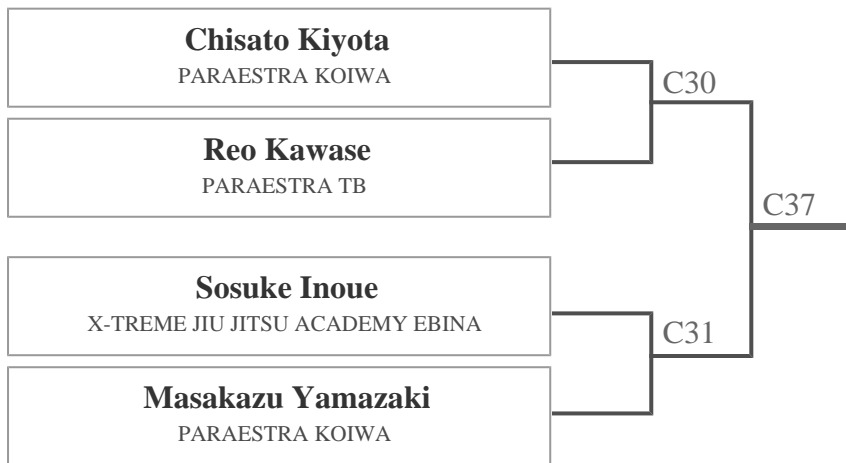 Chisato Kiyota
PARAESTRA KOIWA
C30
Reo Kawase
PARAESTRA TB
C37
Sosuke Inoue
X-TREME JIU JITSU ACADEMY EBINA
C31
Masakazu Yamazaki
PARAESTRA KOIWA